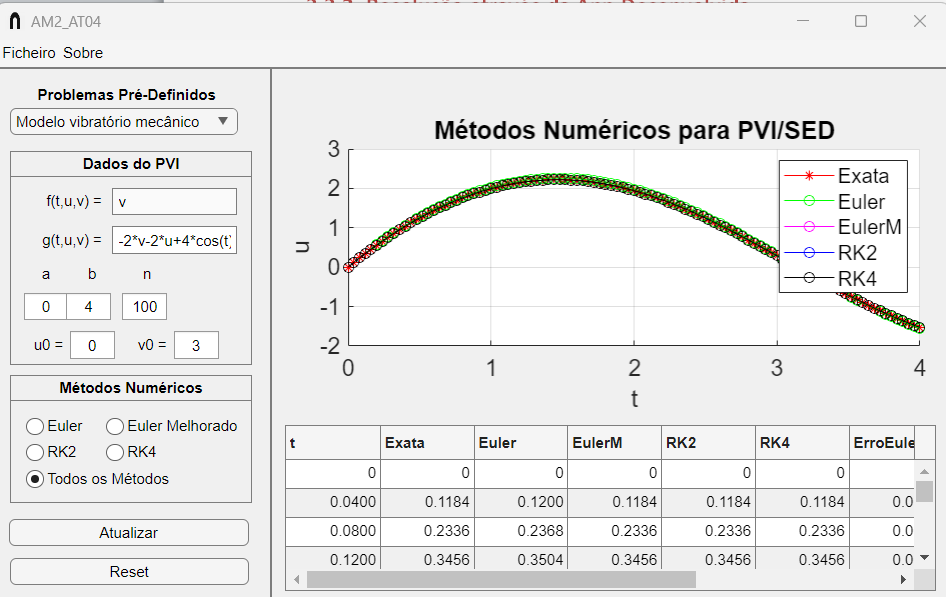 AM2_AT04
Ficheiro Sobre
Problemas Pré-Definidos
Modelo vibratório mecânico
Dados do PVI
f(t,u,v) = v
g(t,u,v) = -2*v-2*u+4*cos(t)
a b n
0 4 100
u0 = 0 v0 = 3
Métodos Numéricos
Euler Euler Melhorado
RK2 RK4
Todos os Métodos
Atualizar
Reset
Métodos Numéricos para PVI/SED
3
2
1
0
-1
-2
u
0 1 2 3 4
t
Exata
Euler
EulerM
RK2
RK4
t Exata Euler EulerM RK2 RK4 ErroEule
0 0 0 0 0 0
0.0400 0.1184 0.1200 0.1184 0.1184 0.1184 0.0
0.0800 0.2336 0.2368 0.2336 0.2336 0.2336 0.0
0.1200 0.3456 0.3504 0.3456 0.3456 0.3456 0.0